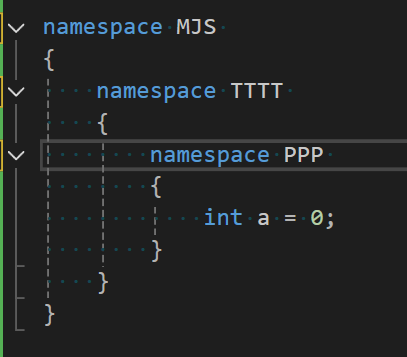 namespace MJS
{
    namespace TTTT
    {
        namespace PPP
        {
            int a = 0;
        }
    }
}